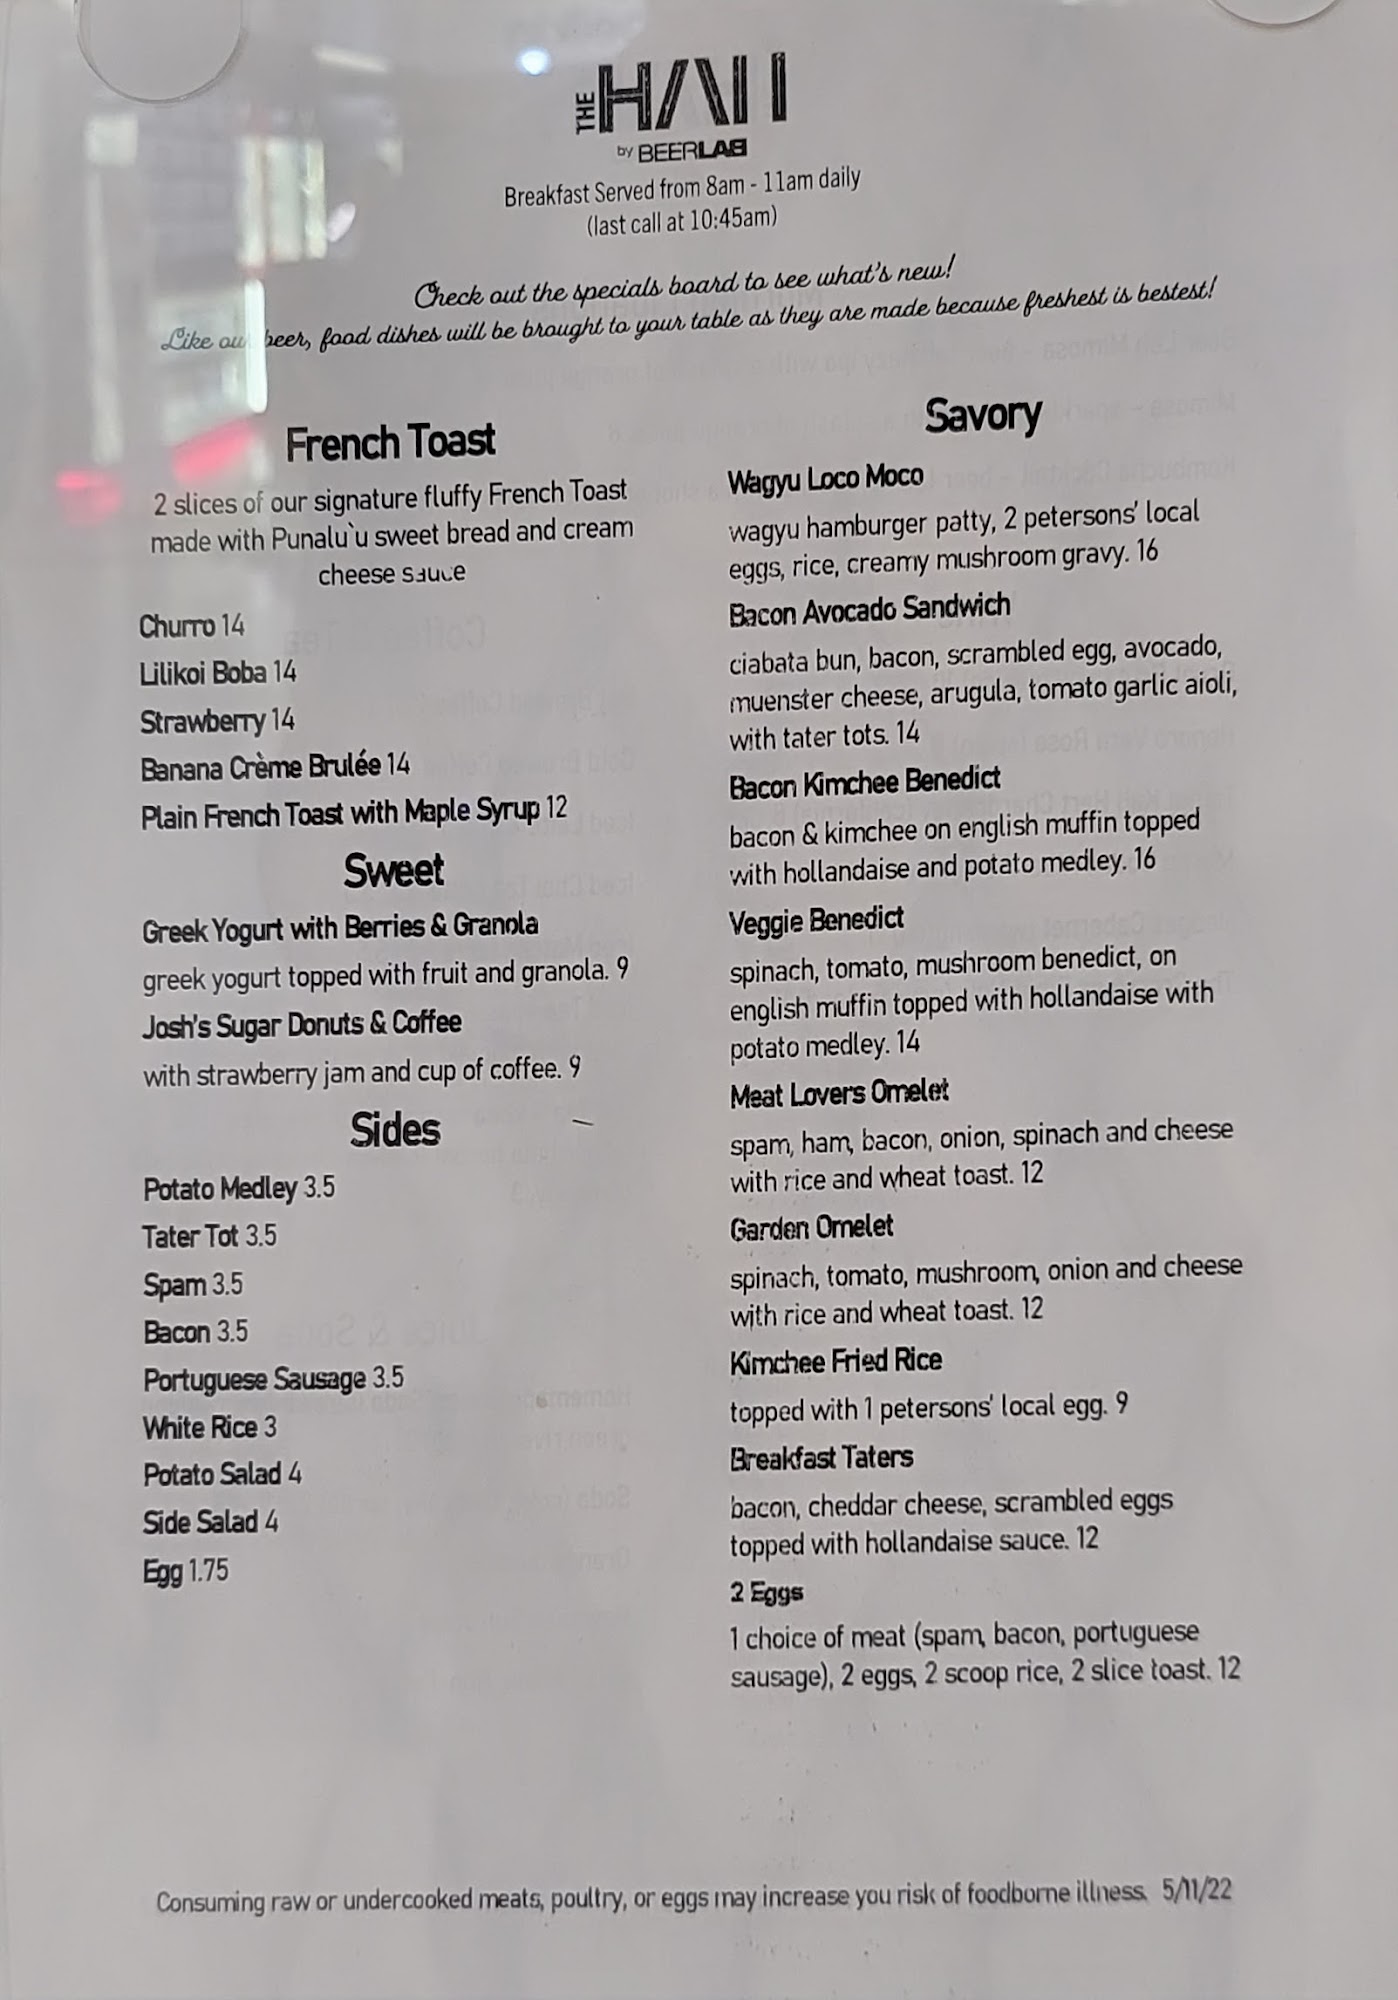 THE HALL
by BEERLAB
Breakfast Served from 8am - 11am daily
(last call at 10:45am)
Check out the specials board to see what's new!
Like our beer, food dishes will be brought to your table as they are made because freshest is bestest!
French Toast
2 slices of our signature fluffy French Toast
made with Punalu`u sweet bread and cream
cheese sauce
Churro 14
Lilikoi Boba 14
Strawberry 14
Banana Crème Brulée 14
Plain French Toast with Maple Syrup 12
Sweet
Greek Yogurt with Berries & Granola
greek yogurt topped with fruit and granola. 9
Josh's Sugar Donuts & Coffee
with strawberry jam and cup of coffee. 9
Sides
Potato Medley 3.5
Tater Tot 3.5
Spam 3.5
Bacon 3.5
Portuguese Sausage 3.5
White Rice 3
Potato Salad 4
Side Salad 4
Egg 1.75
Savory
Wagyu Loco Moco
wagyu hamburger patty, 2 petersons' local
eggs, rice, creamy mushroom gravy. 16
Bacon Avocado Sandwich
ciabata bun, bacon, scrambled egg, avocado,
muenster cheese, arugula, tomato garlic aioli,
with tater tots. 14
Bacon Kimchee Benedict
bacon & kimchee on english muffin topped
with hollandaise and potato medley. 16
Veggie Benedict
spinach, tomato, mushroom benedict, on
english muffin topped with hollandaise with
potato medley. 14
Meat Lovers Omelet
spam, ham, bacon, onion, spinach and cheese
with rice and wheat toast. 12
Garden Omelet
spinach, tomato, mushroom, onion and cheese
with rice and wheat toast. 12
Kimchee Fried Rice
topped with 1 petersons' local egg. 9
Breakfast Taters
bacon, cheddar cheese, scrambled eggs
topped with hollandaise sauce. 12
2 Eggs
1 choice of meat (spam, bacon, portuguese
sausage), 2 eggs, 2 scoop rice, 2 slice toast. 12
Consuming raw or undercooked meats, poultry, or eggs may increase you risk of foodborne illness. 5/11/22